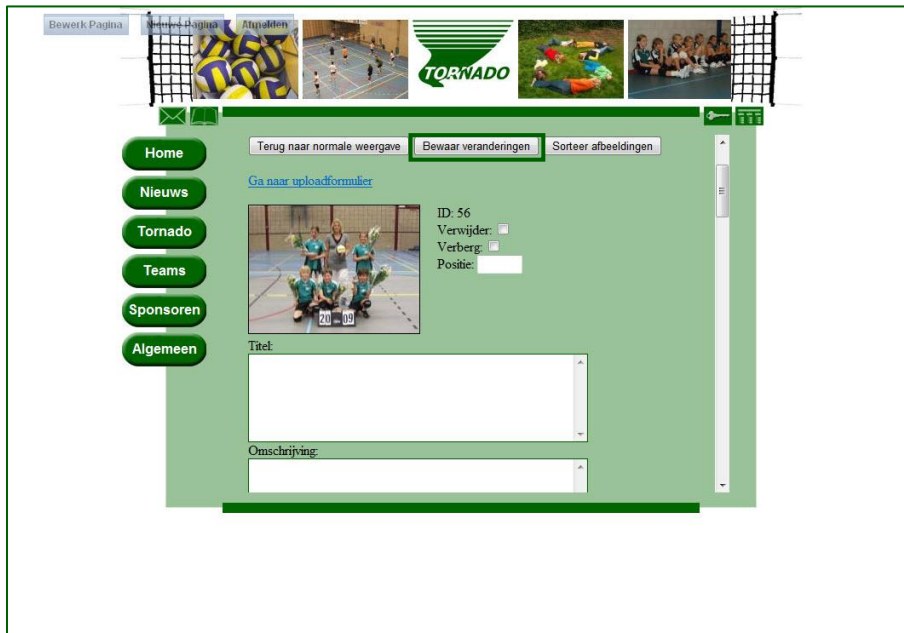 Bewerk Pagina Nieuwe Pagina Afmelden
TORNADO
Home
Nieuws
Tornado
Teams
Sponsoren
Algemeen
Terug naar normale weergave Bewaar veranderingen Sorteer afbeeldingen
Ga naar uploadformulier
ID: 56
Verwijder:
Verberg:
Positie:
20 09
Titel:
Omschrijving: